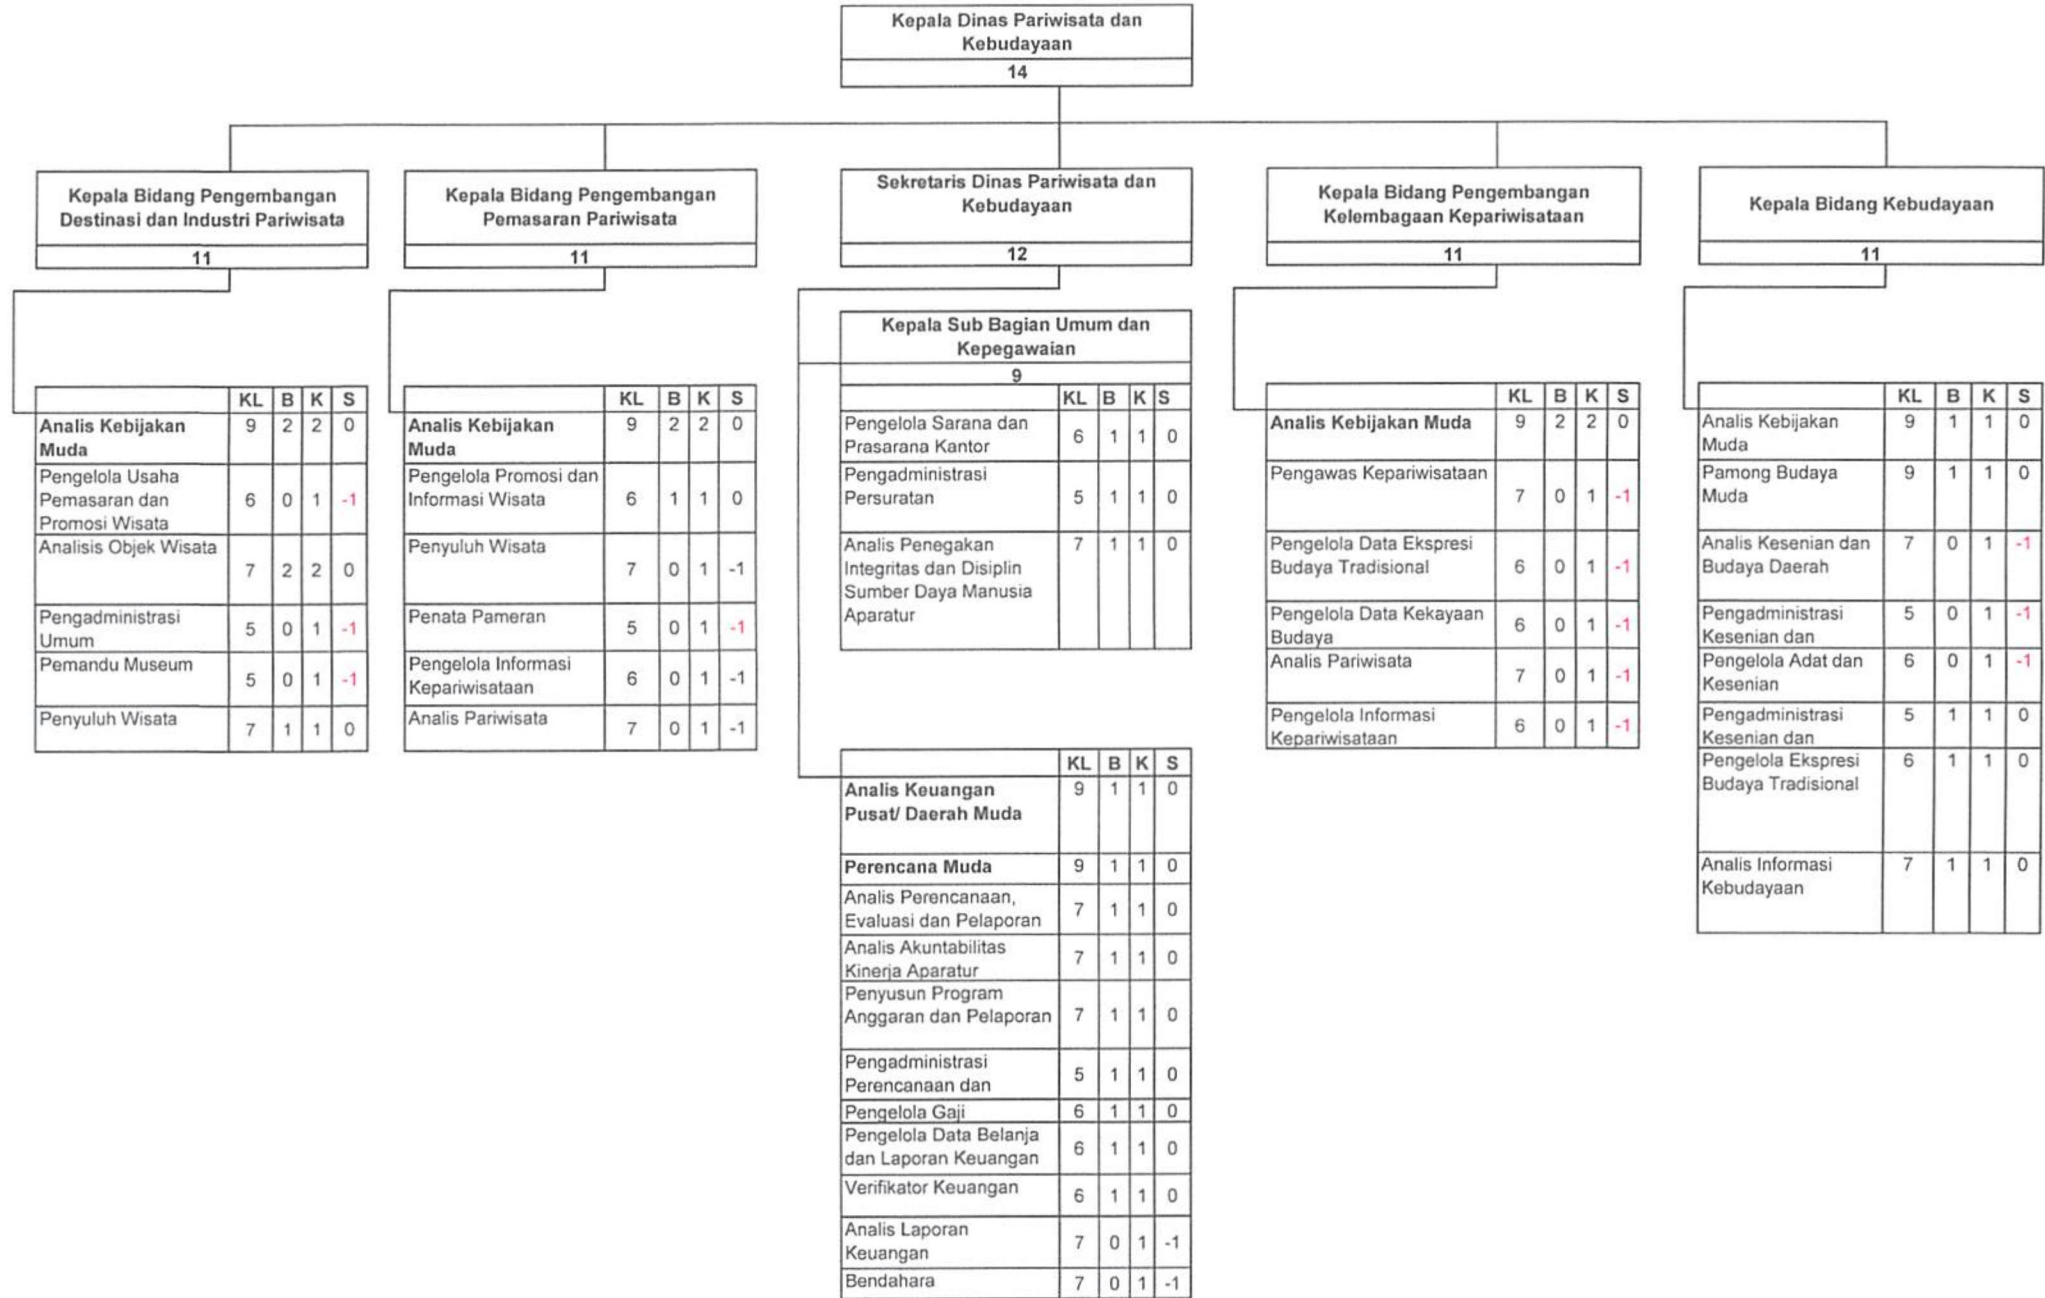 Kepala Dinas Pariwisata dan
Kebudayaan
14
Kepala Bidang Pengembangan
Destinasi dan Industri Pariwisata
11
Kepala Bidang Pengembangan
Pemasaran Pariwisata
11
Sekretaris Dinas Pariwisata dan
Kebudayaan
12
Kepala Bidang Pengembangan
Kelembagaan Kepariwisataan
11
Kepala Bidang Kebudayaan
11
KL B K S
Analis Kebijakan
Muda
9 2 2 0
Pengelola Usaha
Pemasaran dan
Promosi Wisata
6 0 1 -1
Analisis Objek Wisata
7 2 2 0
Pengadministrasi
Umum
5 0 1 -1
Pemandu Museum
5 0 1 -1
Penyuluh Wisata
7 1 1 0
KL B K S
Analis Kebijakan
Muda
9 2 2 0
Pengelola Promosi dan
Informasi Wisata
6 1 1 0
Penyuluh Wisata
7 0 1 -1
Penata Pameran
5 0 1 -1
Pengelola Informasi
Kepariwisataan
6 0 1 -1
Analis Pariwisata
7 0 1 -1
Kepala Sub Bagian Umum dan
Kepegawaian
9
KL B K S
Pengelola Sarana dan
Prasarana Kantor
6 1 1 0
Pengadministrasi
Persuratan
5 1 1 0
Analis Penegakan
Integritas dan Disiplin
Sumber Daya Manusia
Aparatur
7 1 1 0
KL B K S
Analis Keuangan
Pusat/ Daerah Muda
9 1 1 0
Perencana Muda
9 1 1 0
Analis Perencanaan,
Evaluasi dan Pelaporan
7 1 1 0
Analis Akuntabilitas
Kinerja Aparatur
7 1 1 0
Penyusun Program
Anggaran dan Pelaporan
7 1 1 0
Pengadministrasi
Perencanaan dan
5 1 1 0
Pengelola Gaji
6 1 1 0
Pengelola Data Belanja
dan Laporan Keuangan
6 1 1 0
Verifikator Keuangan
6 1 1 0
Analis Laporan
Keuangan
7 0 1 -1
Bendahara
7 0 1 -1
KL B K S
Analis Kebijakan Muda
9 2 2 0
Pengawas Kepariwisataan
7 0 1 -1
Pengelola Data Ekspresi
Budaya Tradisional
6 0 1 -1
Pengelola Data Kekayaan
Budaya
6 0 1 -1
Analis Pariwisata
7 0 1 -1
Pengelola Informasi
Kepariwisataan
6 0 1 -1
KL B K S
Analis Kebijakan
Muda
9 1 1 0
Pamong Budaya
Muda
9 1 1 0
Analis Kesenian dan
Budaya Daerah
7 0 1 -1
Pengadministrasi
Kesenian dan
5 0 1 -1
Pengelola Adat dan
Kesenian
6 0 1 -1
Pengadministrasi
Kesenian dan
5 1 1 0
Pengelola Ekspresi
Budaya Tradisional
6 1 1 0
Analis Informasi
Kebudayaan
7 1 1 0